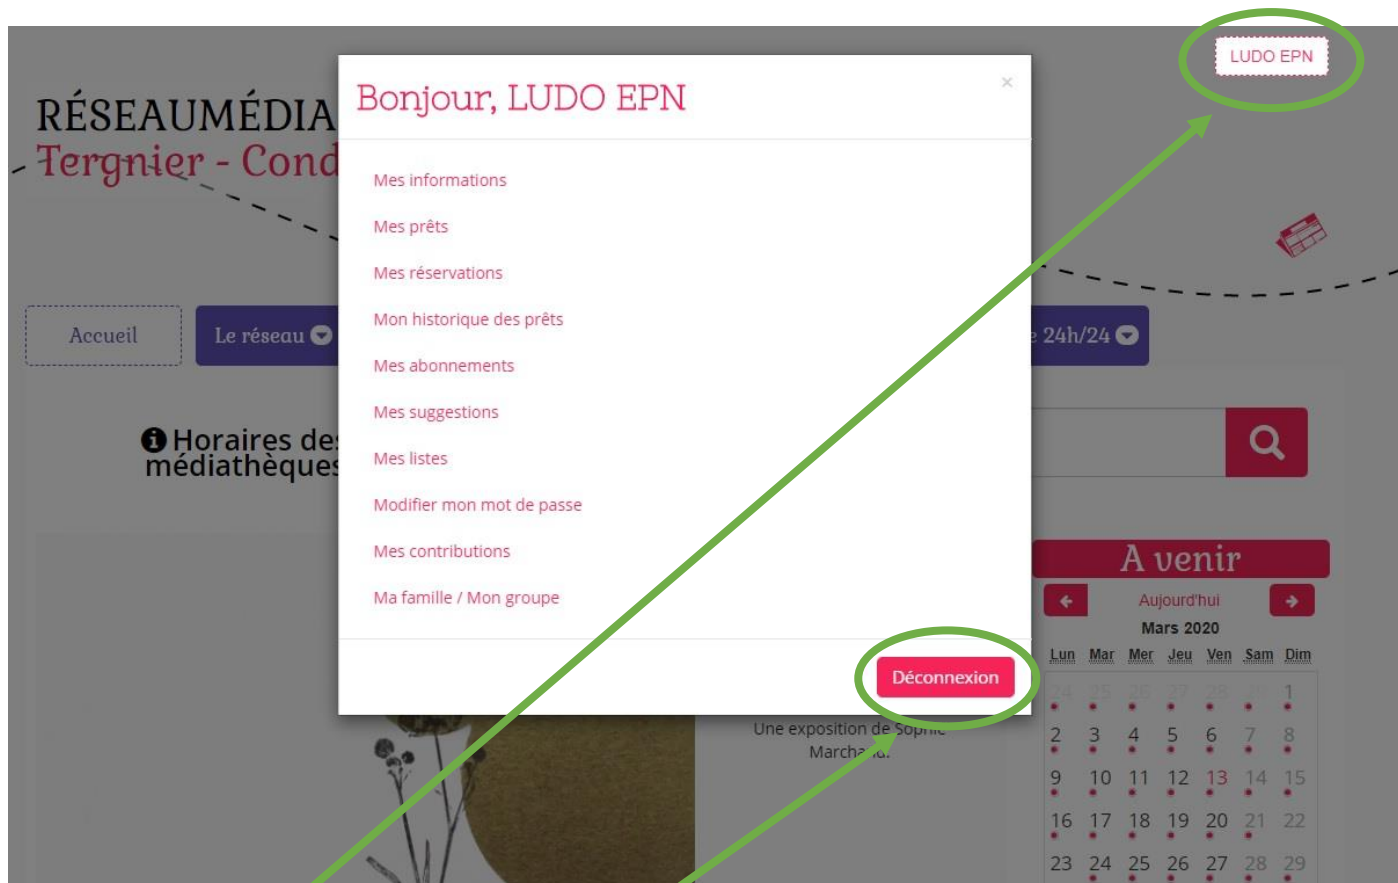 LUDO EPN
RÉSEAUMÉDIA
Tergnier - Cond
Bonjour, LUDO EPN
×
Mes informations
Mes prêts
Mes réservations
Mon historique des prêts
Mes abonnements
Mes suggestions
Mes listes
Modifier mon mot de passe
Mes contributions
Ma famille / Mon groupe
Déconnexion
Accueil
Le réseau
24h/24
Horaires des
médiathèques
A venir
Aujourd'hui
Mars 2020
Lun Mar Mer Jeu Ven Sam Dim
24 25 26 27 28 29 1
2 3 4 5 6 7 8
9 10 11 12 13 14 15
16 17 18 19 20 21 22
23 24 25 26 27 28 29
Une exposition de Sophie